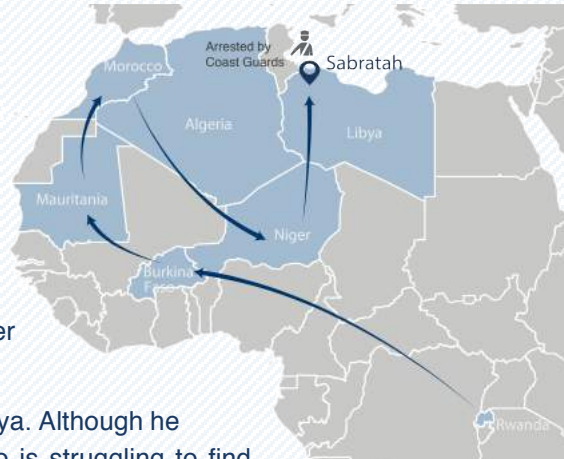 Arrested by
Coast Guards
Sabratah
Morocco
Algeria
Libya
Mauritania
Niger
Burkina
Faso
Rwanda
er
ya. Although he
is struggling to find